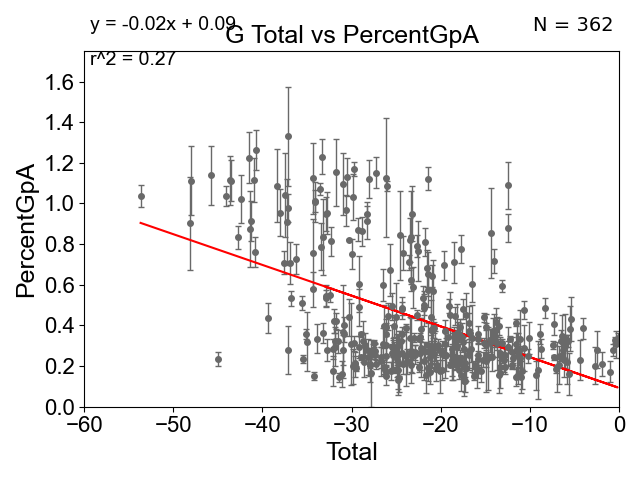 y = -0.02x + 0.09
G Total vs PercentGpA
N = 362
r^2 = 0.27
PercentGpA
1.6
1.4
1.2
1.0
0.8
0.6
0.4
0.2
0.0
−60 −50 −40 −30 −20 −10 0
Total